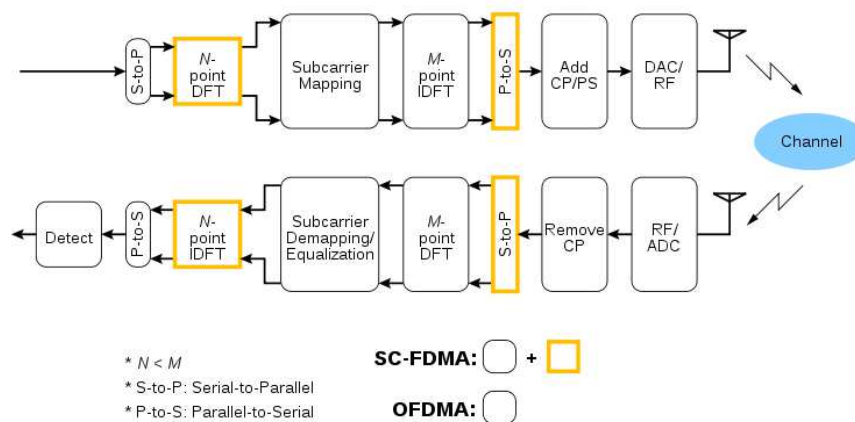 S-to-P
N-
point
DFT
Subcarrier
Mapping
M-
point
IDFT
P-to-S
Add
CP/PS
DAC/
RF
Channel
Detect
P-to-S
N-
point
IDFT
Subcarrier
Demapping/
Equalization
M-
point
DFT
S-to-P
Remove
CP
RF/
ADC
* N < M
* S-to-P: Serial-to-Parallel
* P-to-S: Parallel-to-Serial
SC-FDMA: +
OFDMA: